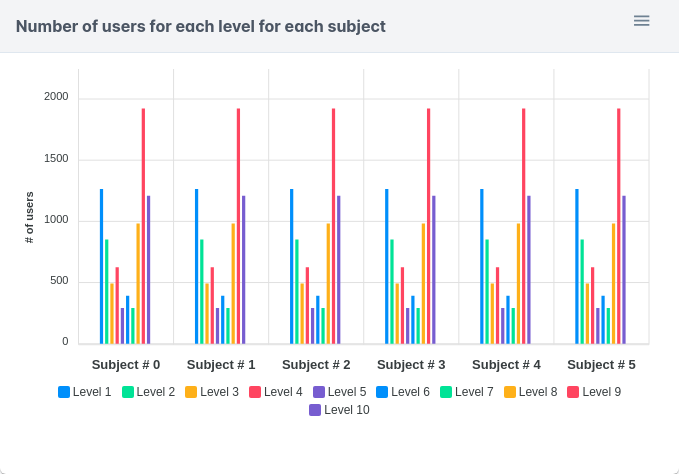 Number of users for each level for each subject
2000
1500
1000
500
0
# of users
Subject # 0 Subject # 1 Subject # 2 Subject # 3 Subject # 4 Subject # 5
Level 1 Level 2 Level 3 Level 4 Level 5 Level 6 Level 7 Level 8 Level 9
Level 10